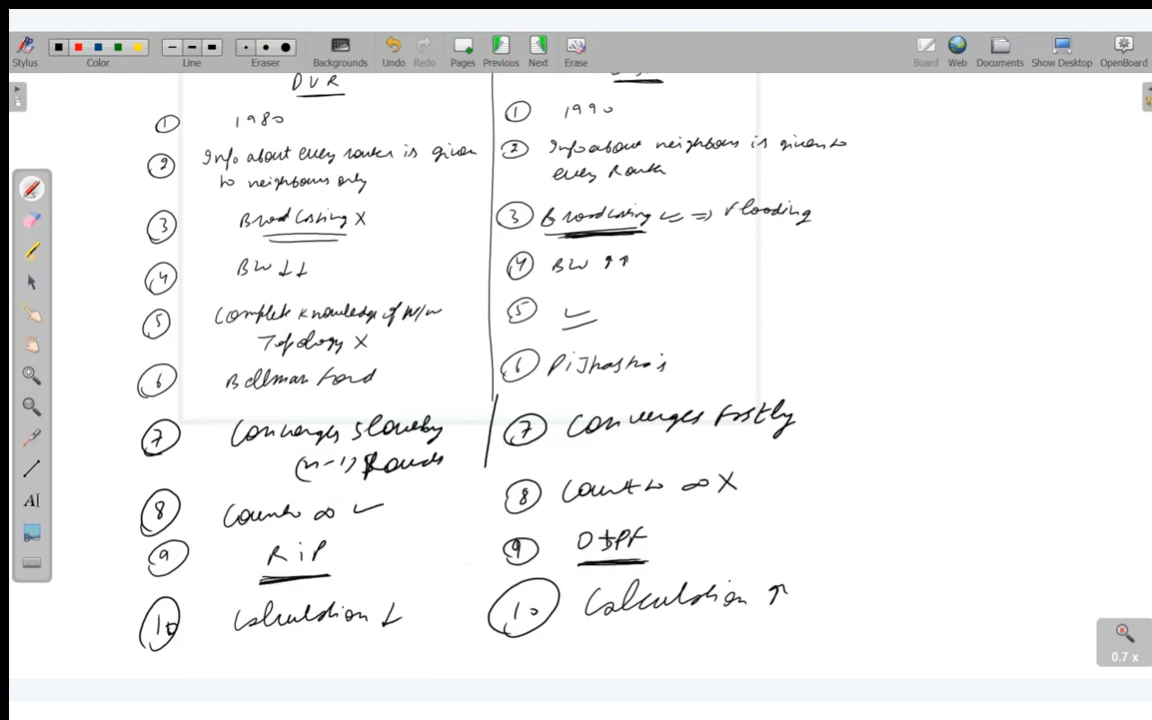 Stylus
Color
Line
Eraser
Backgrounds
Undo
Redo
Pages
Previous
Next
Erase
Board
Web
Documents
Show Desktop
OpenBoard
DVR
① 1980
② Info about every router is given
to neighbours only
③ Broadcasting X
④ BW ↓↓
⑤ Complete knowledge of N/w
Topology X
⑥ Bellman Ford
⑦ Converges slowly
(n-1) Rounds
⑧ Count to ∞ ✓
⑨ RiP
⑩ Calculation ↓
① 1990
② Info about neighbours is given to
every Router
③ Broadcasting ✓ => Flooding
④ BW ↑↑
⑤ ✓
⑥ Dijkstra's
⑦ Converges fastly
⑧ Count to ∞ X
⑨ OSPF
⑩ Calculation ↑
AI
0.7 x